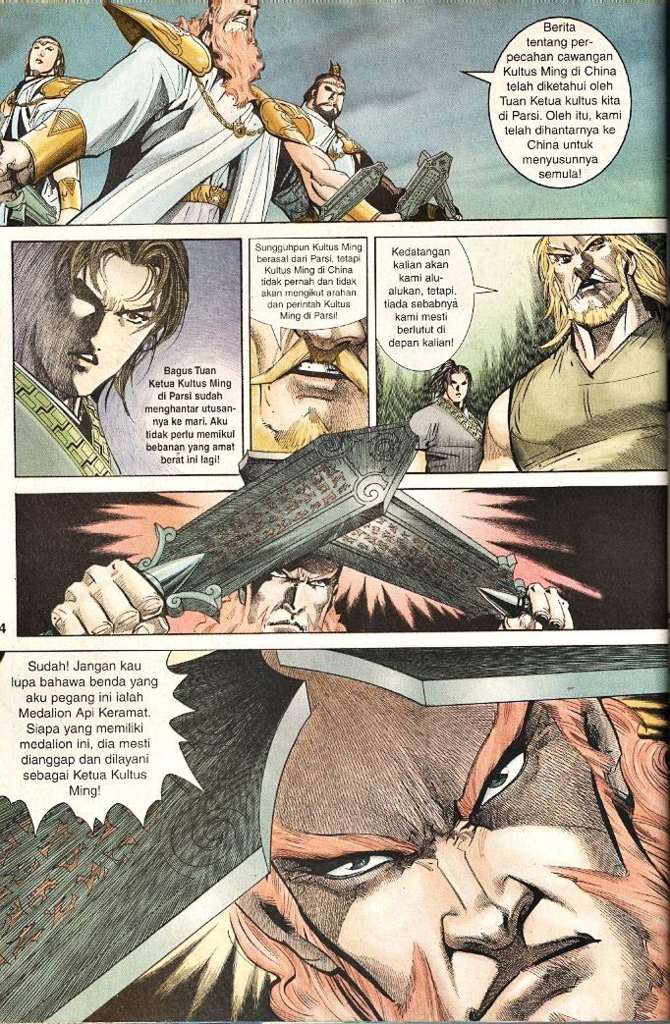 Berita
tentang per-
pecahan cawangan
Kultus Ming di China
telah diketahui oleh
Tuan Ketua kultus kita
di Parsi. Oleh itu, kami
telah dihantarnya ke
China untuk
menyusunnya
semula!
Bagus Tuan
Ketua Kultus Ming
di Parsi sudah
menghantar utusan-
nya ke mari. Aku
tidak perlu memikul
bebanan yang amat
berat ini lagi!
Sungguhpun Kultus Ming
berasal dari Parsi, tetapi
Kultus Ming di China
tidak pernah dan tidak
akan mengikut arahan
dan perintah Kultus
Ming di Parsi!
Kedatangan
kalian akan
kami alu-
alukan, tetapi,
tiada sebabnya
kami mesti
berlutut di
depan kalian!
4
Sudah! Jangan kau
lupa bahawa benda yang
aku pegang ini ialah
Medalion Api Keramat.
Siapa yang memiliki
medalion ini, dia mesti
dianggap dan dilayani
sebagai Ketua Kultus
Ming!